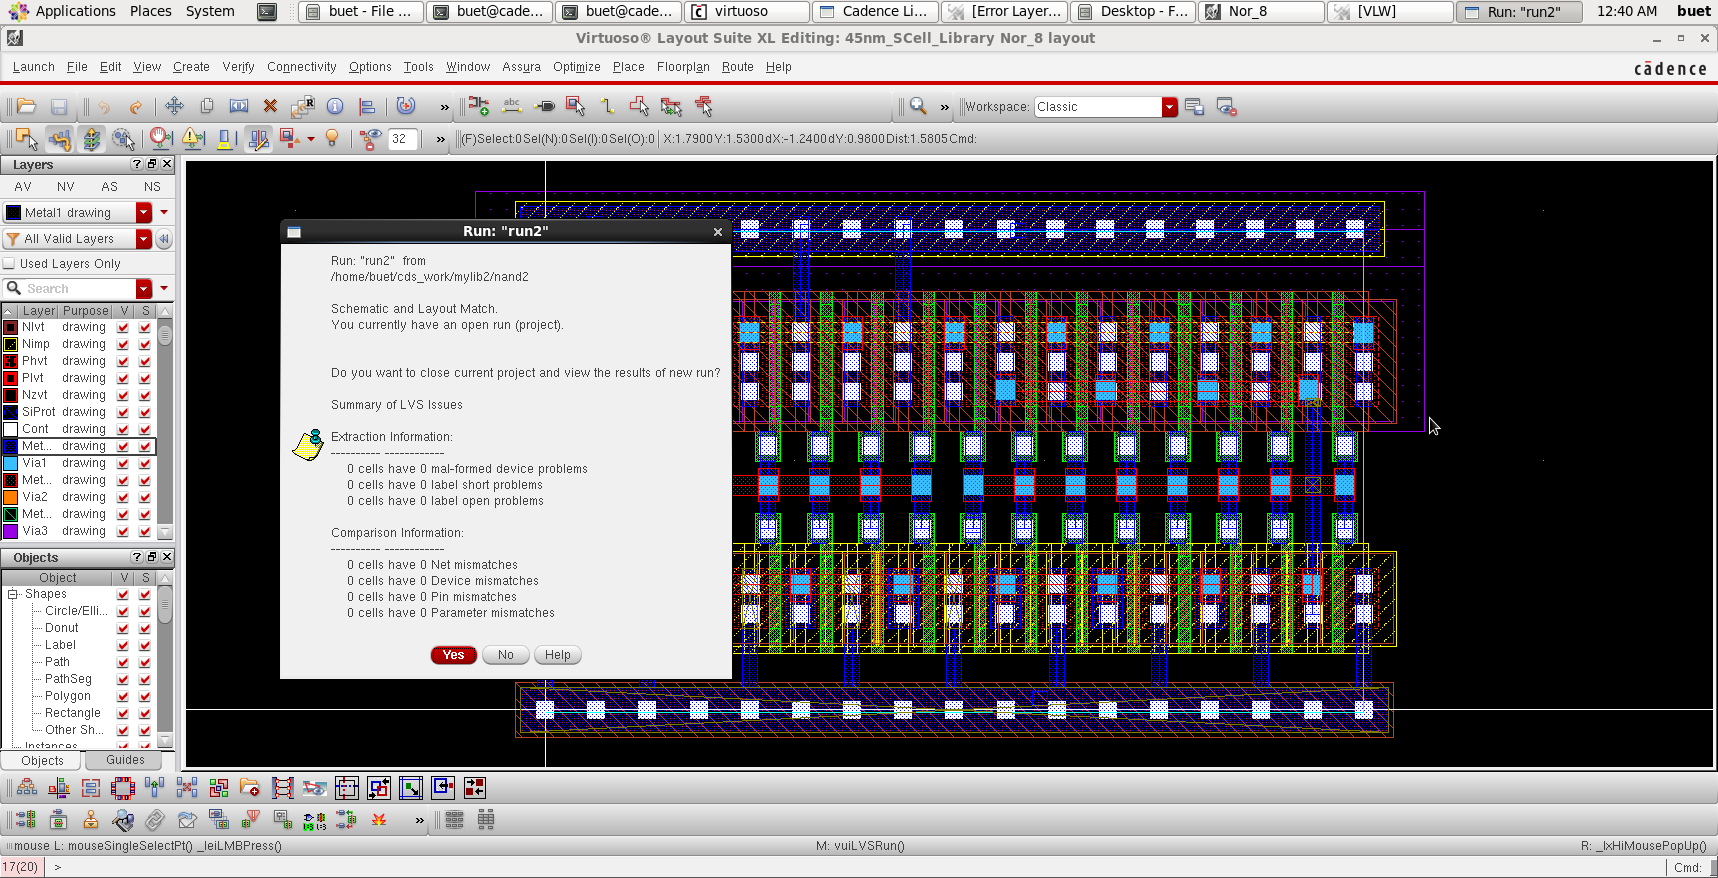 Applications Places System buet - File ... buet@cade... buet@cade... virtuoso Cadence Li... [Error Layer... Desktop - F... Nor_8 [VLW] Run: "run2" 12:40 AM buet
Virtuoso® Layout Suite XL Editing: 45nm_SCell_Library Nor_8 layout
Launch File Edit View Create Verify Connectivity Options Tools Window Assura Optimize Place Floorplan Route Help
cādence
» » Workspace: Classic
32 » (F)Select:0 Sel(N):0 Sel(I):0 Sel(O):0 X:1.7900 Y:1.5300 dX:-1.2400 dY:0.9800 Dist:1.5805 Cmd:
Layers
AV NV AS NS
Metal1 drawing
All Valid Layers
Used Layers Only
Search
Layer Purpose V S
Nlvt drawing
Nimp drawing
Phvt drawing
Plvt drawing
Nzvt drawing
SiProt drawing
Cont drawing
Met... drawing
Via1 drawing
Met... drawing
Via2 drawing
Met... drawing
Via3 drawing
Objects
Object V S
Shapes
Circle/Elli...
Donut
Label
Path
PathSeg
Polygon
Rectangle
Other Sh...
Instances
Objects Guides
Run: "run2"
Run: "run2" from
/home/buet/cds_work/mylib2/nand2
Schematic and Layout Match.
You currently have an open run (project).
Do you want to close current project and view the results of new run?
Summary of LVS Issues
Extraction Information:
---------- ------------
0 cells have 0 mal-formed device problems
0 cells have 0 label short problems
0 cells have 0 label open problems
Comparison Information:
---------- ------------
0 cells have 0 Net mismatches
0 cells have 0 Device mismatches
0 cells have 0 Pin mismatches
0 cells have 0 Parameter mismatches
Yes No Help
»
mouse L: mouseSingleSelectPt() _leiLMBPress() M: vuiLVSRun() R: _lxHiMousePopUp()
17(20) > Cmd: